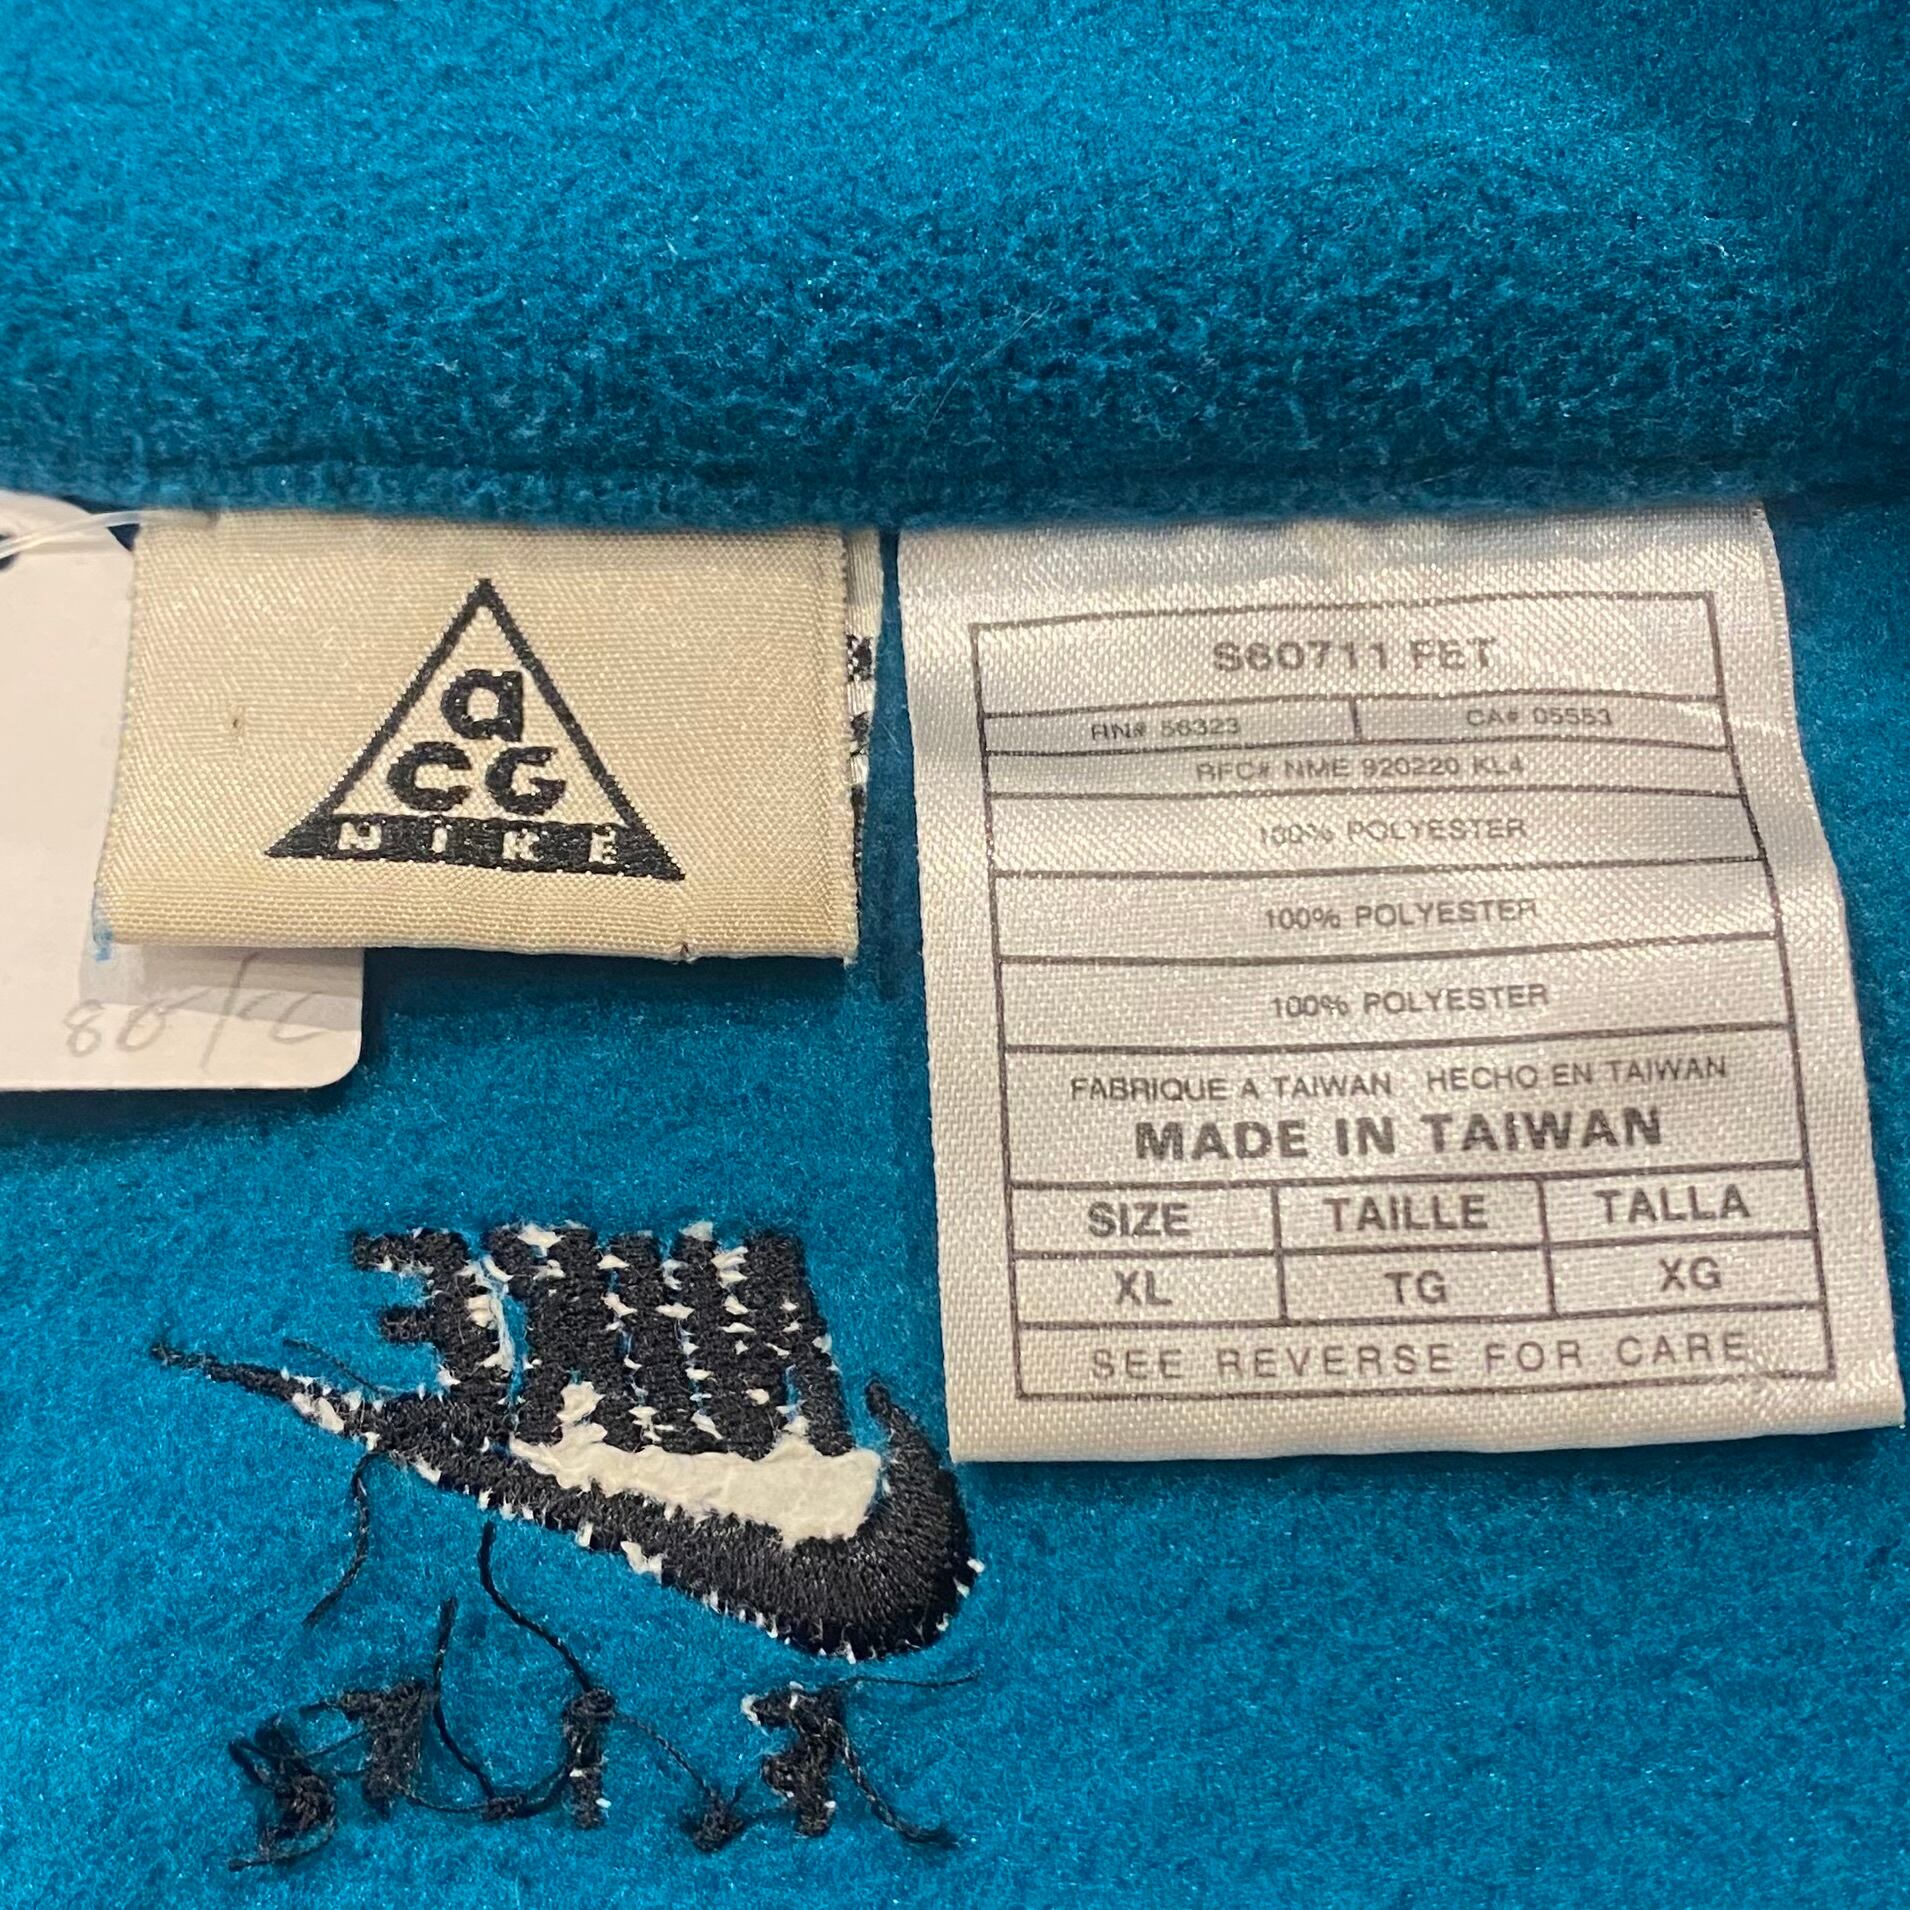 aCG
NIKE
S60711 FET
RN# 56323 CA# 05553
RFC# NME 920220 KL4
100% POLYESTER
100% POLYESTER
100% POLYESTER
FABRIQUE A TAIWAN HECHO EN TAIWAN
MADE IN TAIWAN
SIZE TAILLE TALLA
XL TG XG
SEE REVERSE FOR CARE